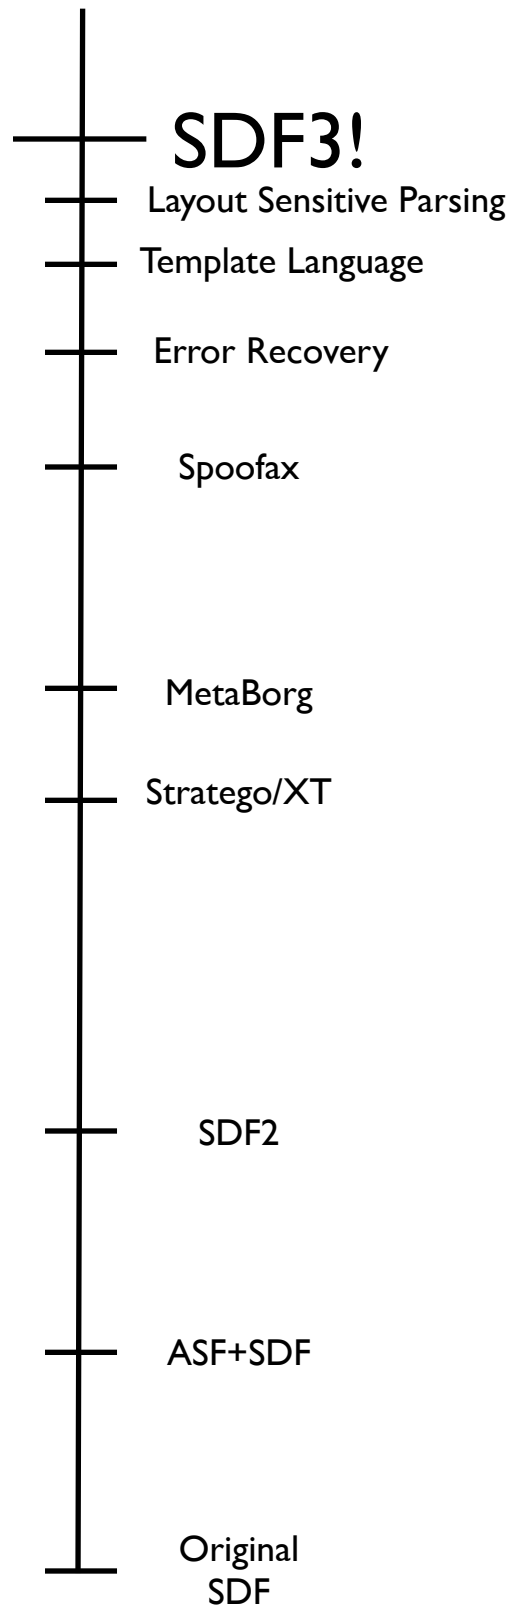 SDF3!
Layout Sensitive Parsing
Template Language
Error Recovery
Spoofax
MetaBorg
Stratego/XT
SDF2
ASF+SDF
Original
SDF